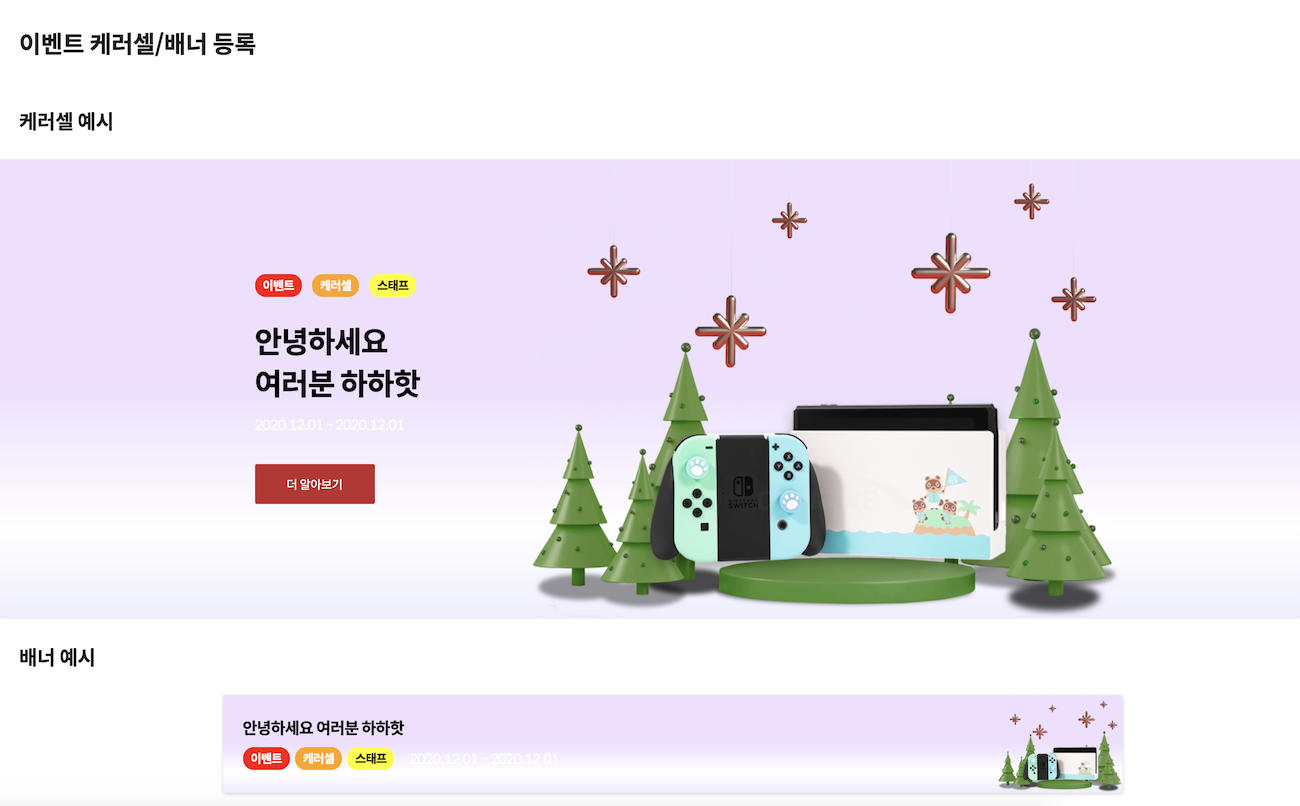 이벤트 케러셀/배너 등록
케러셀 예시
이벤트 케러셀 스태프
안녕하세요
여러분 하하핫
2020.12.01 ~ 2020.12.01
더 알아보기
SWITCH
배너 예시
안녕하세요 여러분 하하핫
이벤트 케러셀 스태프 2020.12.01 ~ 2020.12.01